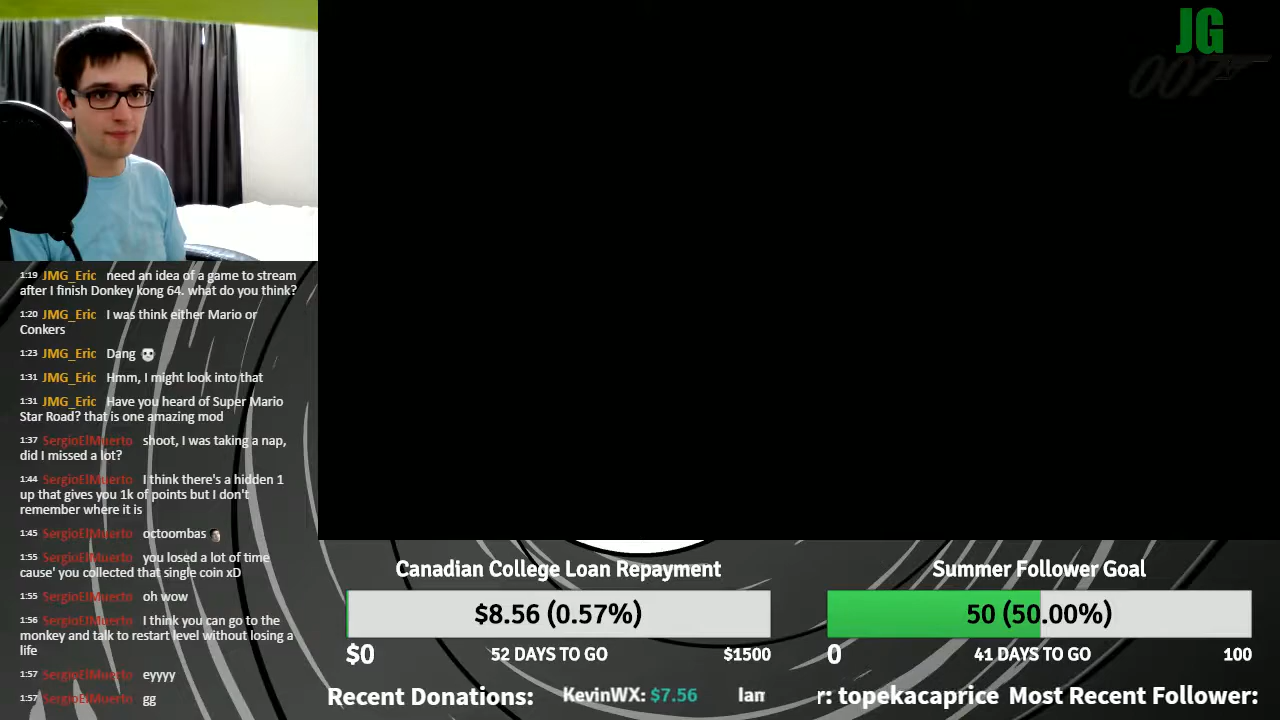 JG
007
1:19 JMG_Eric need an idea of a game to stream
after I finish Donkey kong 64. what do you think?
1:20 JMG_Eric I was think either Mario or
Conkers
1:23 JMG_Eric Dang
1:31 JMG_Eric Hmm, I might look into that
1:31 JMG_Eric Have you heard of Super Mario
Star Road? that is one amazing mod
1:37 SergioElMuerto shoot, I was taking a nap,
did I missed a lot?
1:44 SergioElMuerto I think there's a hidden 1
up that gives you 1k of points but I don't
remember where it is
1:45 SergioElMuerto octoombas
1:55 SergioElMuerto you losed a lot of time
cause' you collected that single coin xD
1:55 SergioElMuerto oh wow
1:56 SergioElMuerto I think you can go to the
monkey and talk to restart level without losing a
life
1:57 SergioElMuerto eyyyy
1:57 SergioElMuerto gg
Canadian College Loan Repayment
$8.56 (0.57%)
$0 52 DAYS TO GO $1500
Summer Follower Goal
50 (50.00%)
0 41 DAYS TO GO 100
Recent Donations: KevinWX: $7.56 Iam
r: topekacaprice Most Recent Follower: